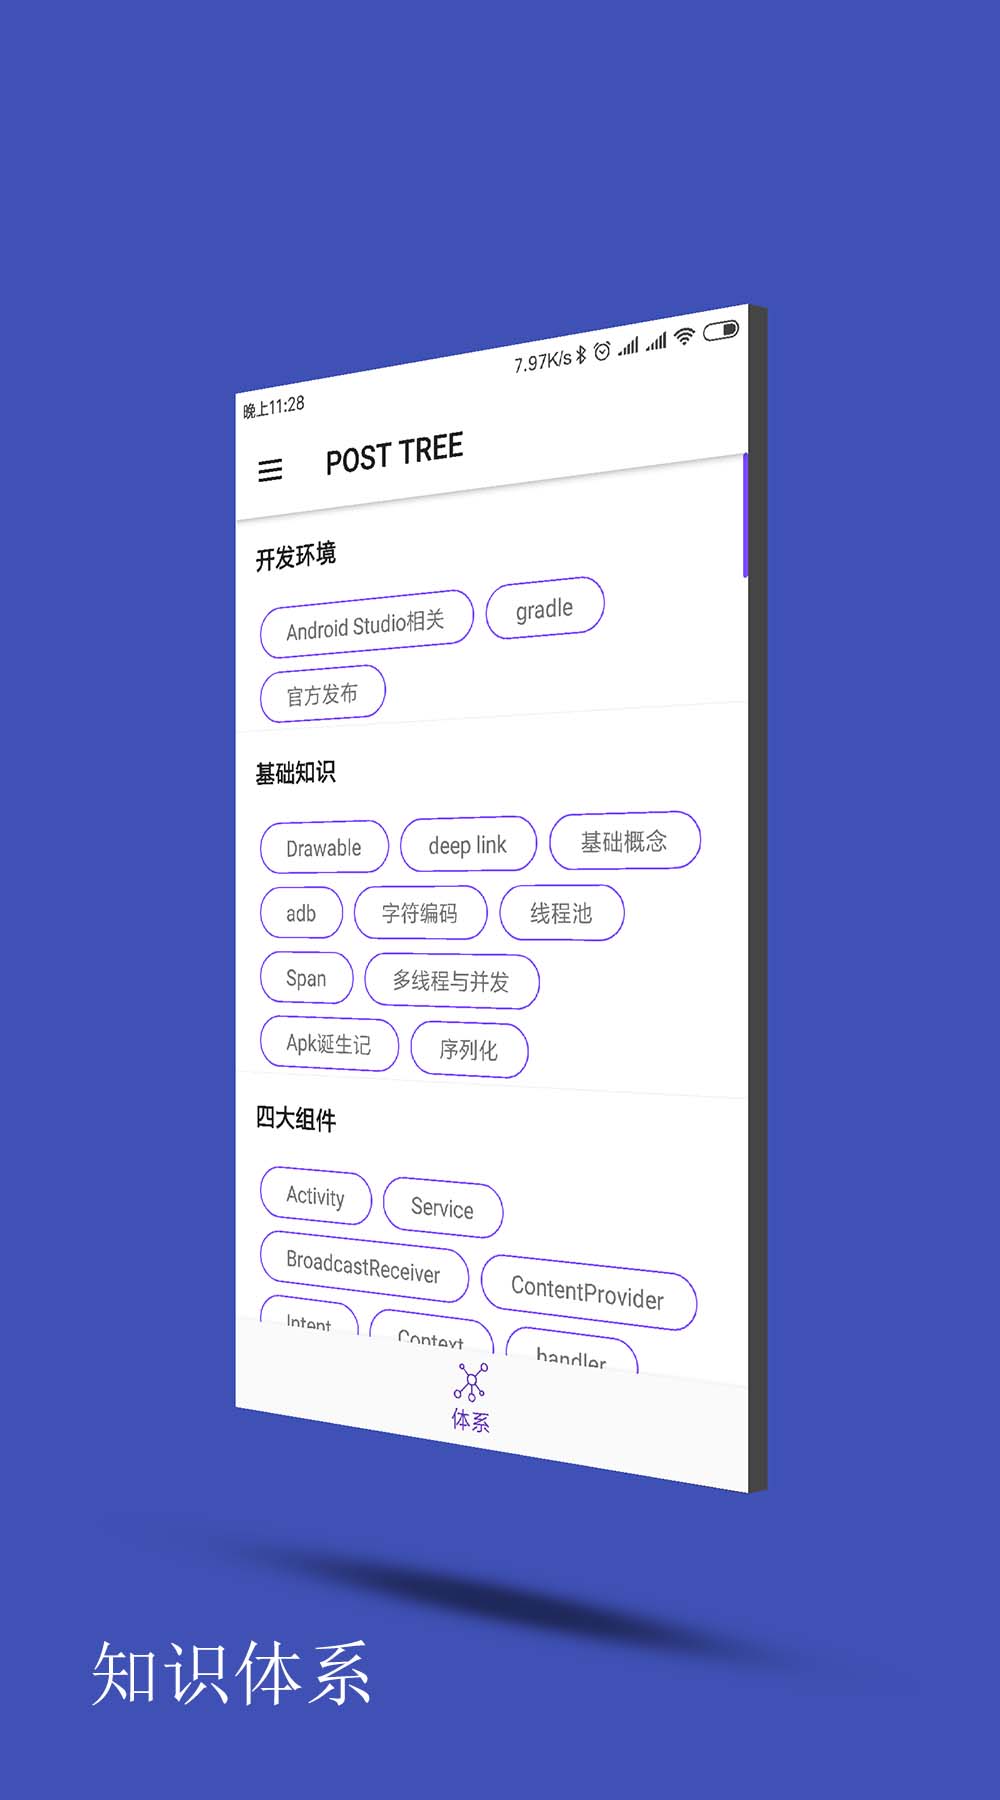 晚上11:28 7.97K/s
POST TREE
开发环境
Android Studio相关 gradle
官方发布
基础知识
Drawable deep link 基础概念
adb 字符编码 线程池
Span 多线程与并发
Apk诞生记 序列化
四大组件
Activity Service
BroadcastReceiver ContentProvider
Intent Context handler
体系
知识体系